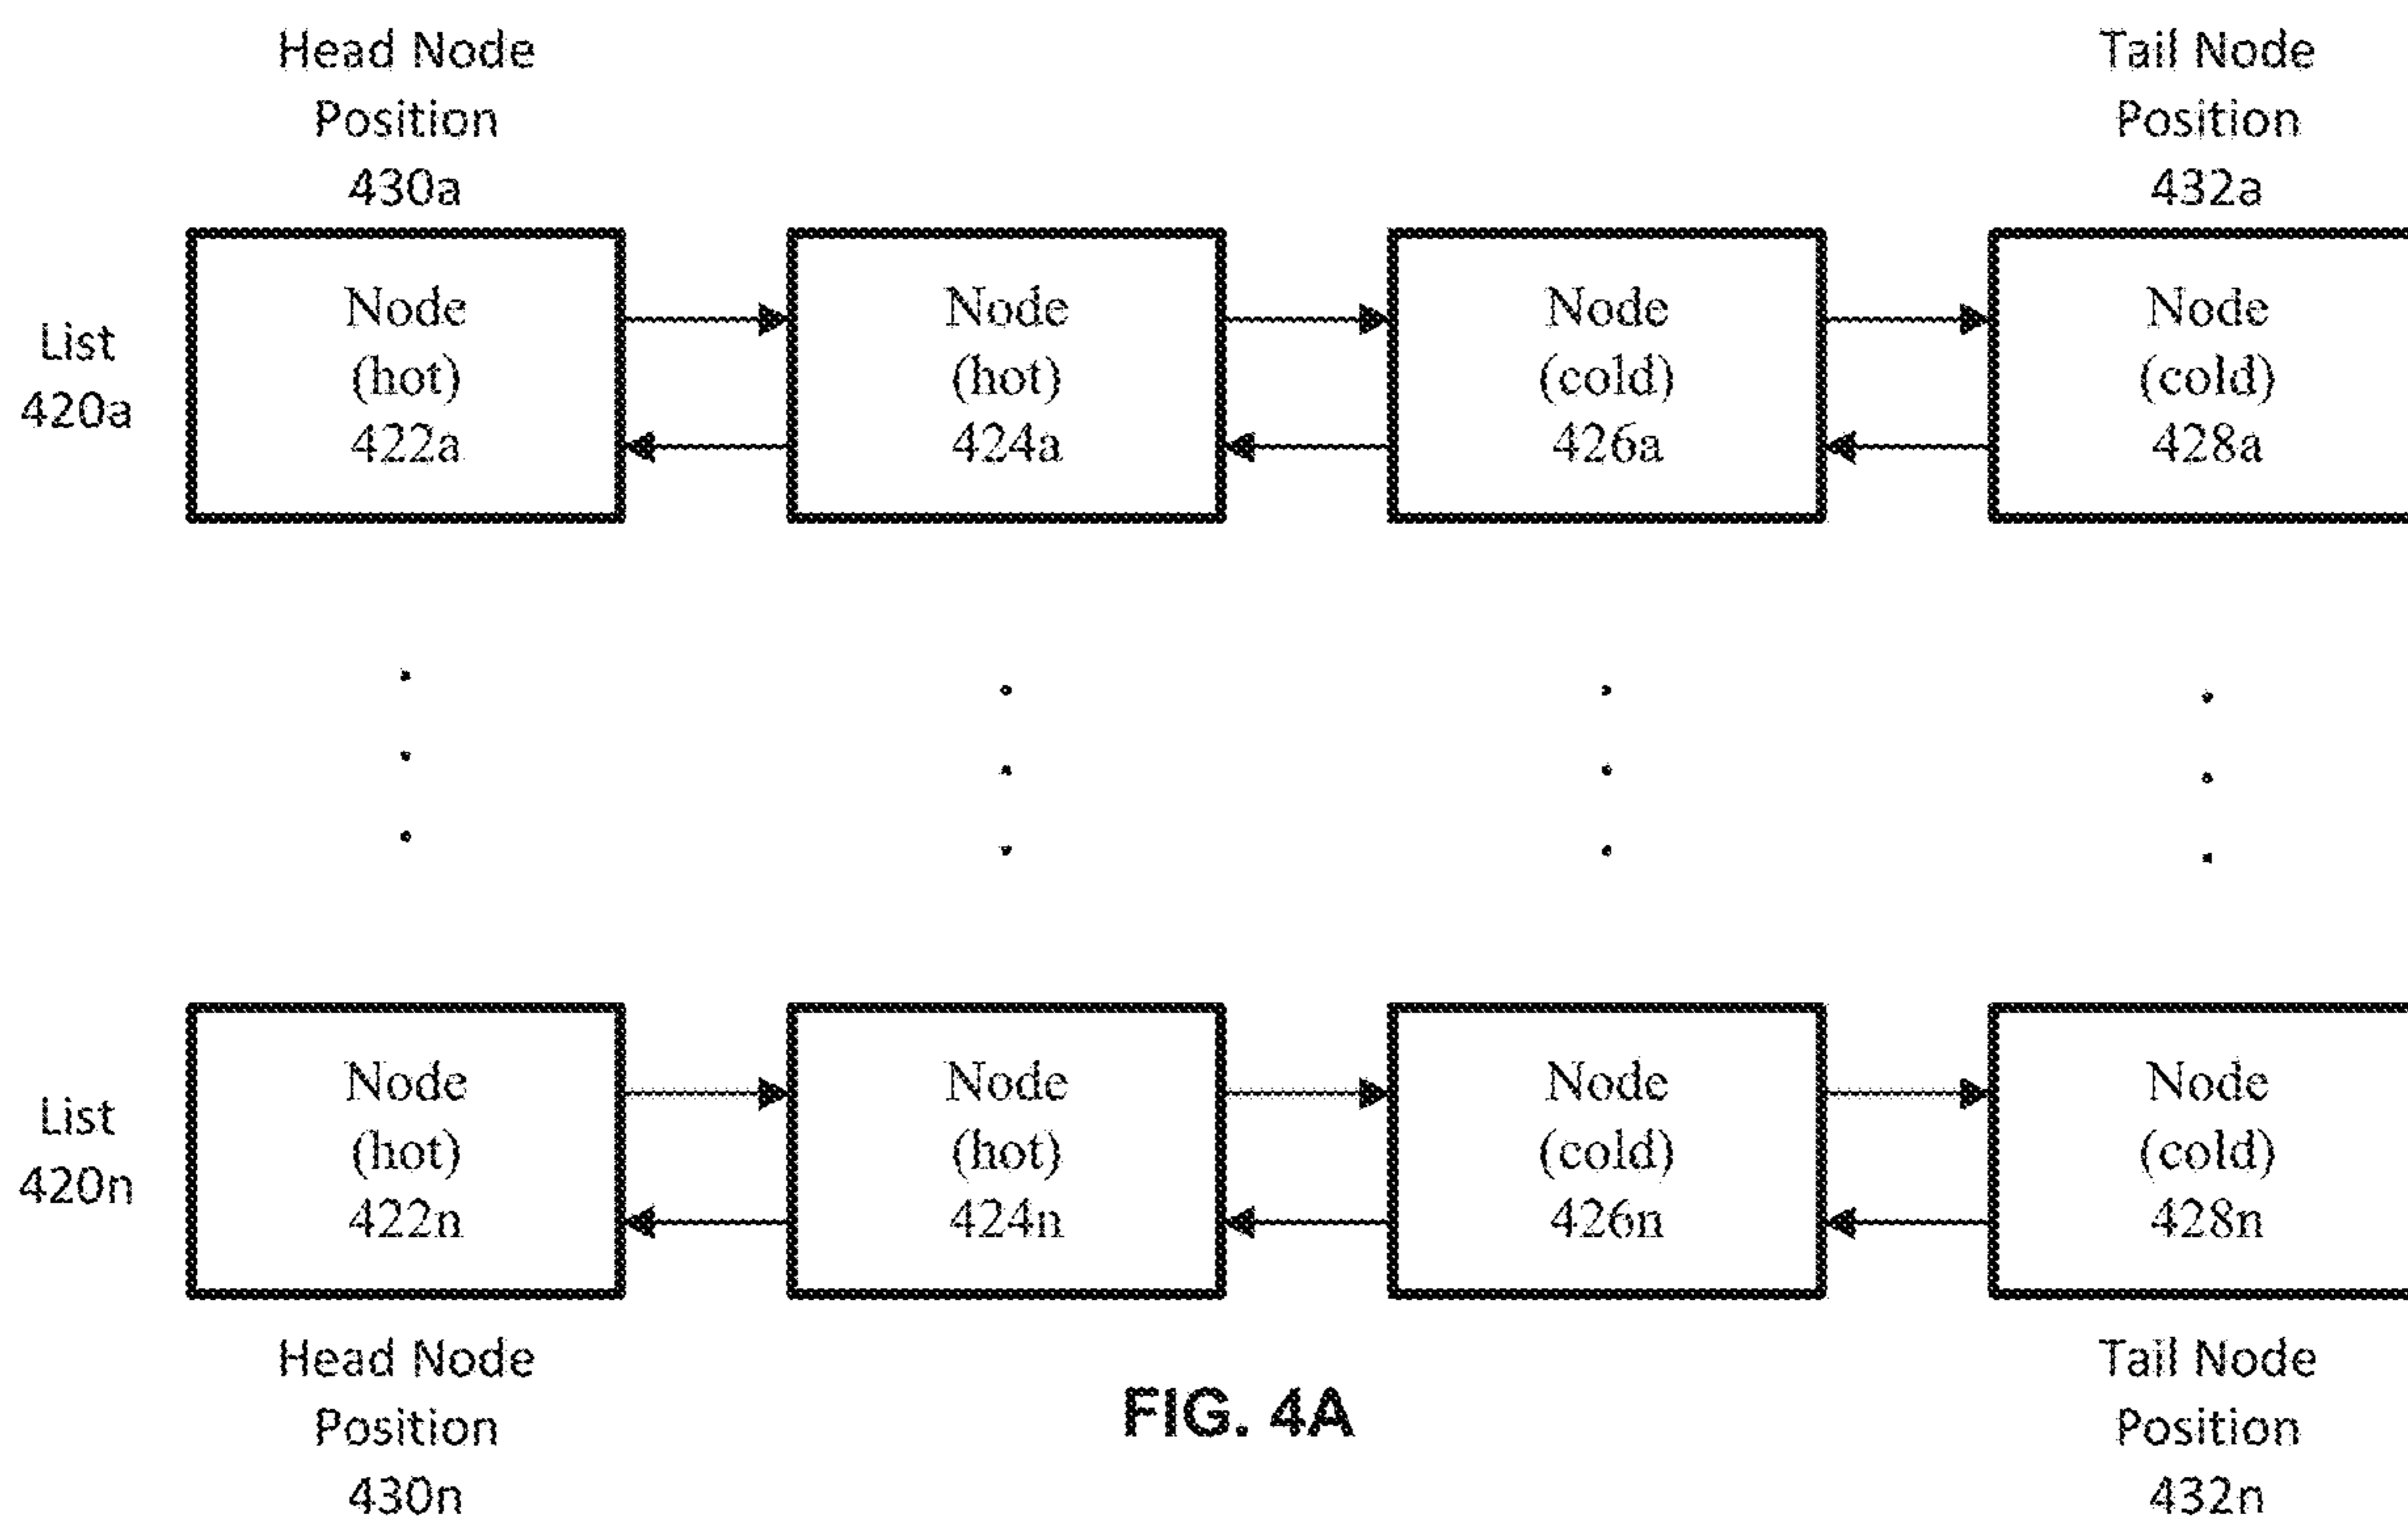 Head Node
Position
430a
Tail Node
Position
432a
List
420a
Node
(hot)
422a
Node
(hot)
424a
Node
(cold)
426a
Node
(cold)
428a
List
420n
Node
(hot)
422n
Node
(hot)
424n
Node
(cold)
426n
Node
(cold)
428n
Head Node
Position
430n
FIG. 4A
Tail Node
Position
432n